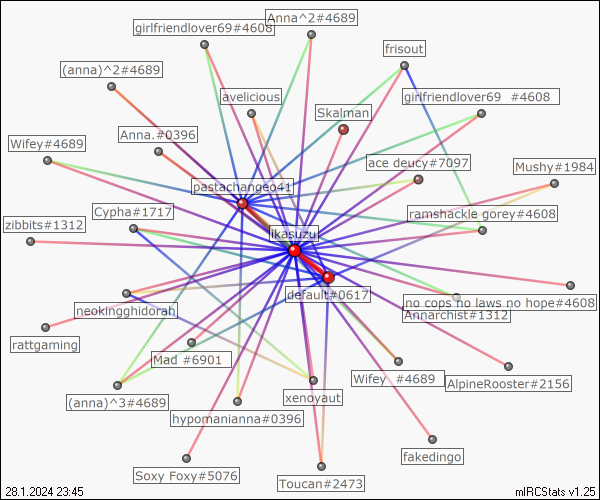 Anna^2#4689
girlfriendlover69#4608
frisout
(anna)^2#4689
avelicious
girlfriendlover69 #4608
Skalman
Anna.#0396
Wifey#4689
ace deucy#7097
Mushy#1984
pastachangeo41
Cypha#1717
ramshackle gorey#4608
zibbits#1312
ikasuzu
default#0617
no cops no laws no hope#4608
neokingghidorah
Annarchist#1312
rattgaming
Mad #6901
Wifey #4689
AlpineRooster#2156
xenoyaut
(anna)^3#4689
hypomanianna#0396
fakedingo
Soxy Foxy#5076
Toucan#2473
28.1.2024 23:45
mIRCStats v1.25